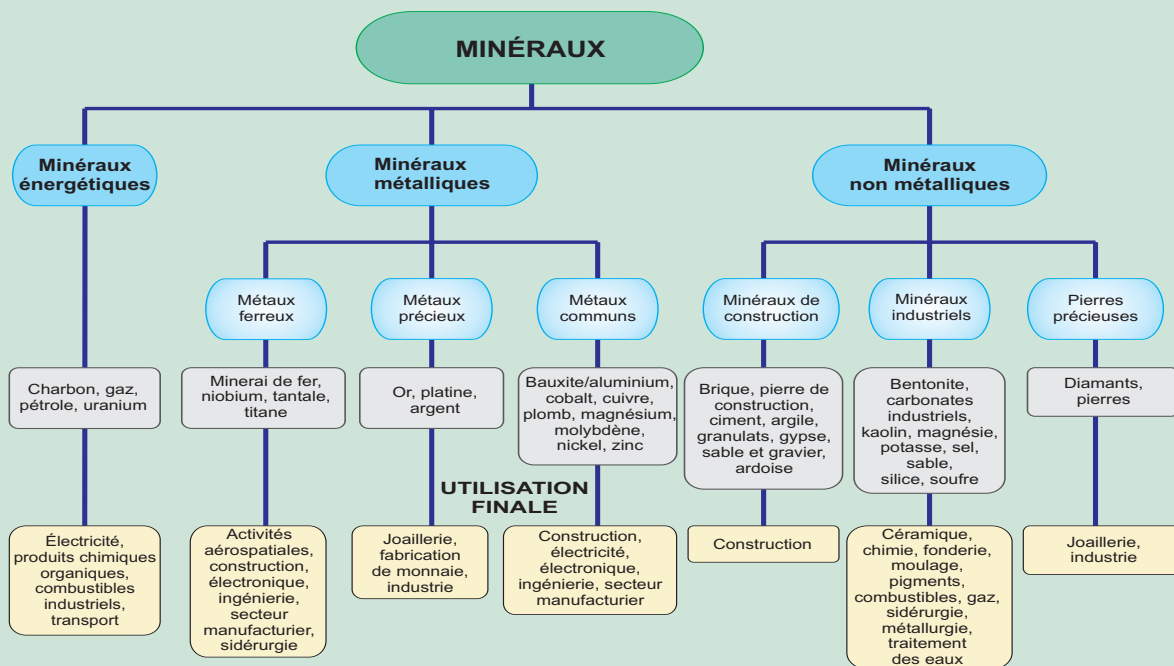 MINÉRAUX
Minéraux
énergétiques
Minéraux
métalliques
Minéraux
non métalliques
Métaux
ferreux
Métaux
précieux
Métaux
communs
Minéraux de
construction
Minéraux
industriels
Pierres
précieuses
Charbon, gaz,
pétrole, uranium
Minerai de fer,
niobium, tantale,
titane
Or, platine,
argent
Bauxite/aluminium,
cobalt, cuivre,
plomb, magnésium,
molybdène,
nickel, zinc
Brique, pierre de
construction,
ciment, argile,
granulats, gypse,
sable et gravier,
ardoise
Bentonite,
carbonates
industriels,
kaolin, magnésie,
potasse, sel,
sable,
silice, soufre
Diamants,
pierres
UTILISATION
FINALE
Électricité,
produits chimiques
organiques,
combustibles
industriels,
transport
Activités
aérospatiales,
construction,
électronique,
ingénierie,
secteur
manufacturier,
sidérurgie
Joaillerie,
fabrication
de monnaie,
industrie
Construction,
électricité,
électronique,
ingénierie, secteur
manufacturier
Construction
Céramique,
chimie, fonderie,
moulage,
pigments,
combustibles, gaz,
sidérurgie,
métallurgie,
traitement
des eaux
Joaillerie,
industrie